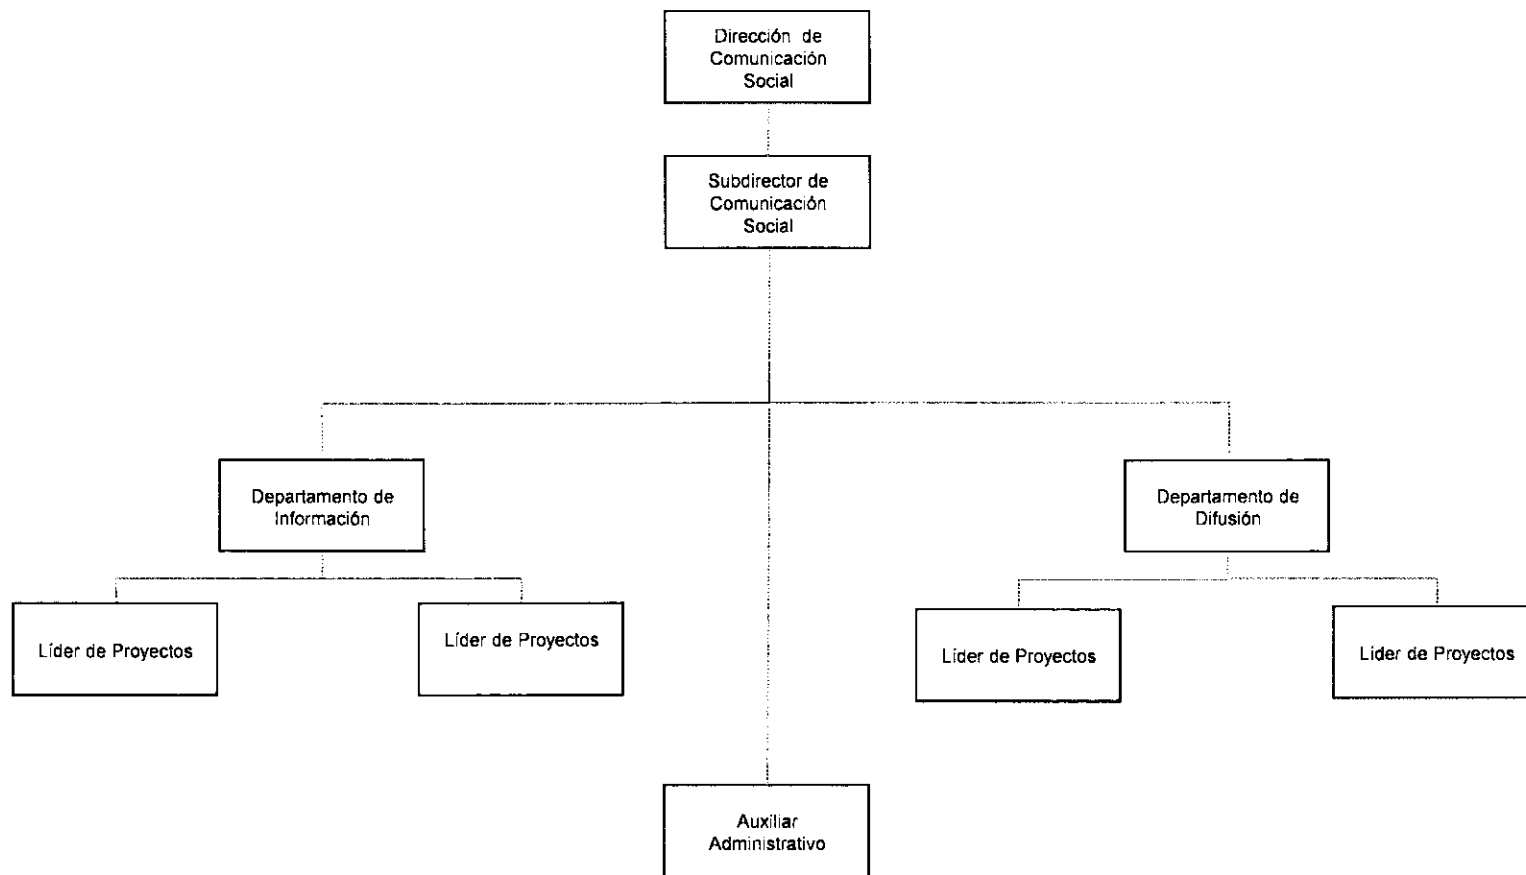 Dirección de
Comunicación
Social
Subdirector de
Comunicación
Social
Departamento de
Información
Departamento de
Difusión
Líder de Proyectos
Líder de Proyectos
Líder de Proyectos
Líder de Proyectos
Auxiliar
Administrativo